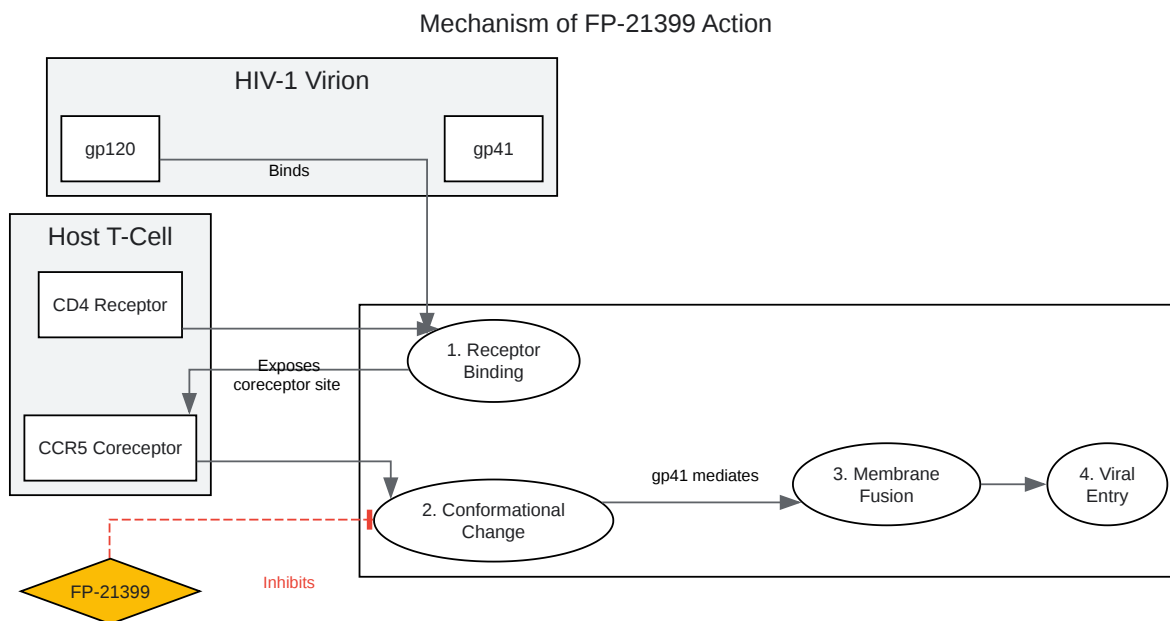 Mechanism of FP-21399 Action
HIV-1 Virion
gp120
gp41
Binds
Host T-Cell
CD4 Receptor
1. Receptor
Binding
Exposes
coreceptor site
CCR5 Coreceptor
gp41 mediates
3. Membrane
Fusion
4. Viral
Entry
2. Conformational
Change
FP-21399
Inhibits